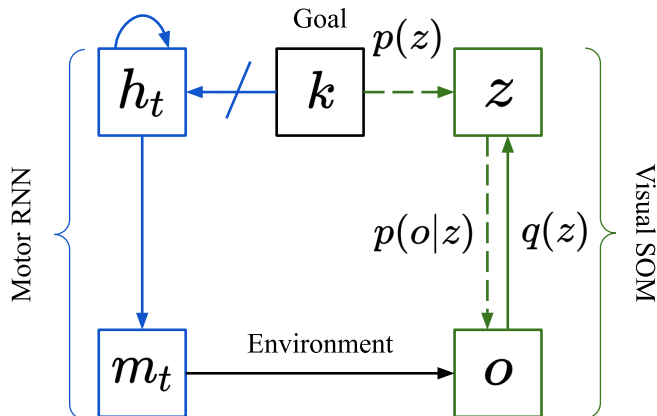 Goal
p(z)
h_t
k
z
Motor RNN
p(o|z)
q(z)
Visual SOM
Environment
m_t
o